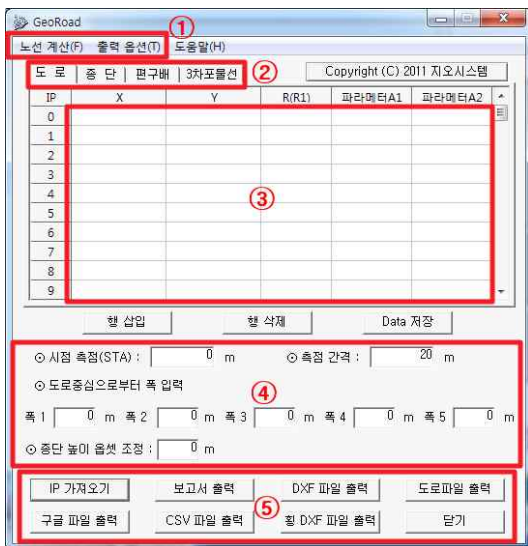 GeoRoad
①
노선 계산(F) 출력 옵션(T) 도움말(H)
도 로 종 단 편구배 3차포물선 ② Copyright (C) 2011 지오시스템
IP X Y R(R1) 파라메터A1 파라메터A2
0
1
2
3
4
③
5
6
7
8
9
행 삽입 행 삭제 Data 저장
⊙ 시점 측점(STA) : 0 m ⊙ 측점 간격 : 20 m
⊙ 도로중심으로부터 폭 입력
④
폭 1 0 m 폭 2 0 m 폭 3 0 m 폭 4 0 m 폭 5 0 m
⊙ 종단 높이 옵셋 조정 : 0 m
IP 가져오기 보고서 출력 DXF 파일 출력 도로파일 출력
⑤
구글 파일 출력 CSV 파일 출력 횡 DXF 파일 출력 닫기